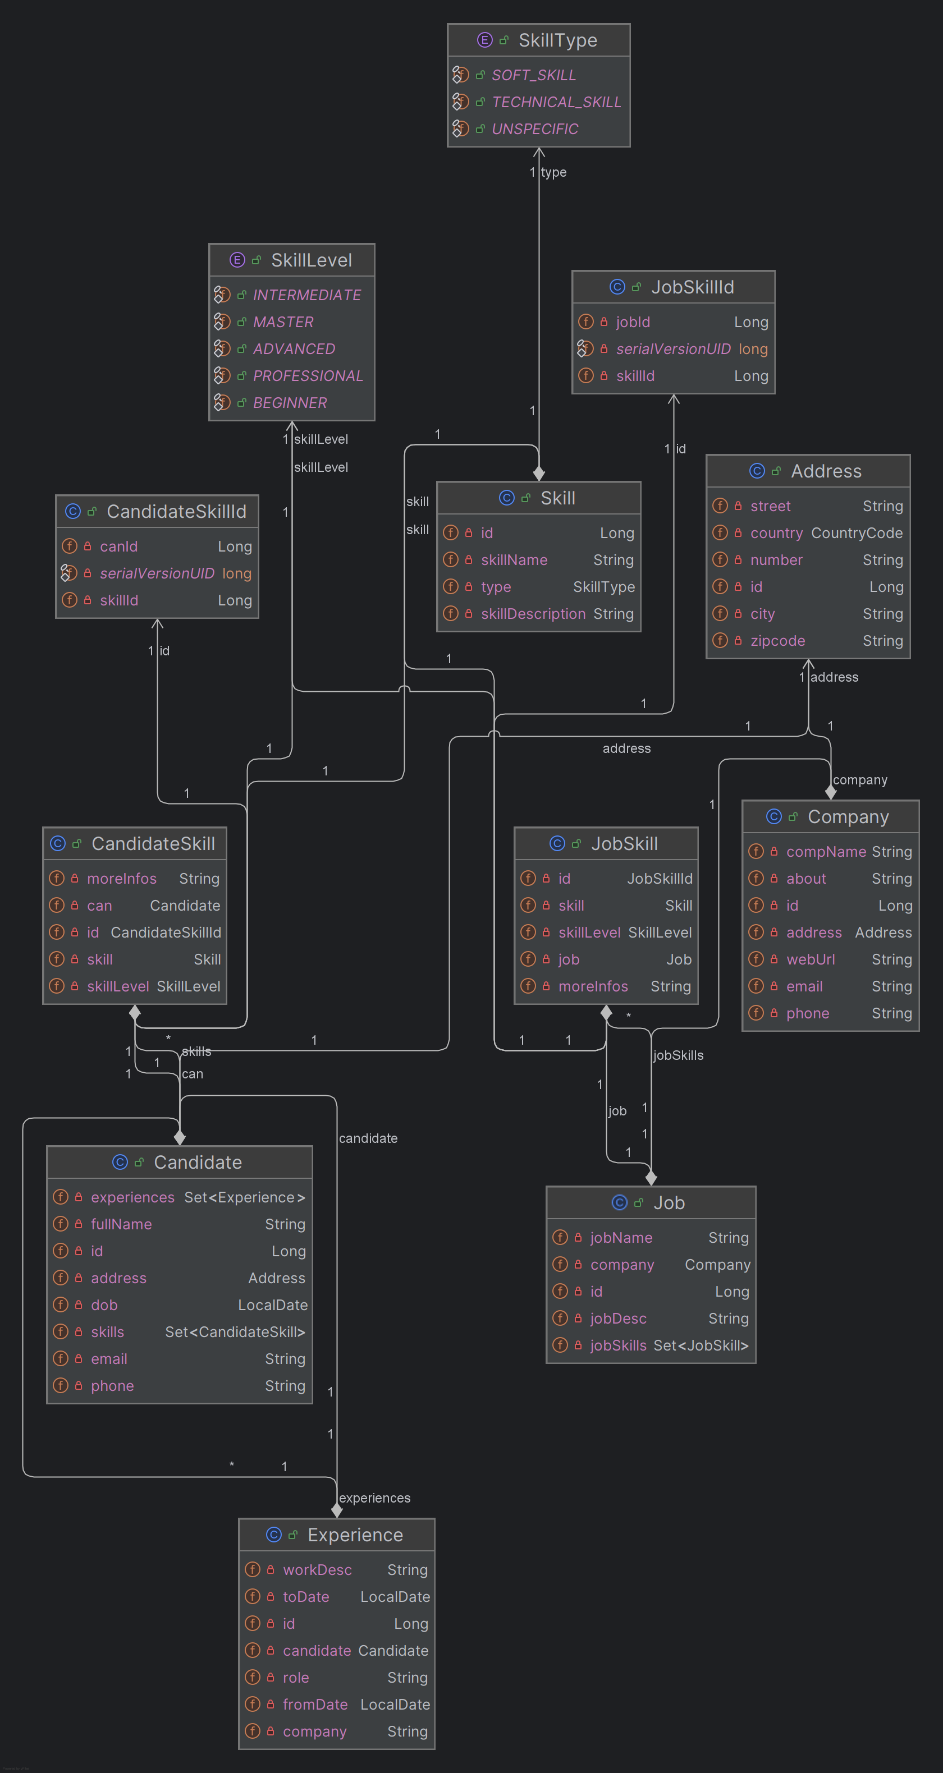 SkillType
SOFT_SKILL
TECHNICAL_SKILL
UNSPECIFIC
1 type
SkillLevel
INTERMEDIATE
MASTER
ADVANCED
PROFESSIONAL
BEGINNER
JobSkillId
jobId Long
serialVersionUID long
skillId Long
1
1 skillLevel
skillLevel
1
1
1 id
skill
skill
Address
street String
country CountryCode
number String
id Long
city String
zipcode String
CandidateSkillId
canId Long
serialVersionUID long
skillId Long
Skill
id Long
skillName String
type SkillType
skillDescription String
1 id
1
1 address
1
1
1
1
address
1
1
1
company
1
CandidateSkill
moreInfos String
can Candidate
id CandidateSkillId
skill Skill
skillLevel SkillLevel
JobSkill
id JobSkillId
skill Skill
skillLevel SkillLevel
job Job
moreInfos String
Company
compName String
about String
id Long
address Address
webUrl String
email String
phone String
*
*
1
1
1
1
skills
jobSkills
1
1
can
1
1
job
1
1
1
candidate
Candidate
experiences Set<Experience>
fullName String
id Long
address Address
dob LocalDate
skills Set<CandidateSkill>
email String
phone String
Job
jobName String
company Company
id Long
jobDesc String
jobSkills Set<JobSkill>
1
1
* 1
experiences
Experience
workDesc String
toDate LocalDate
id Long
candidate Candidate
role String
fromDate LocalDate
company String